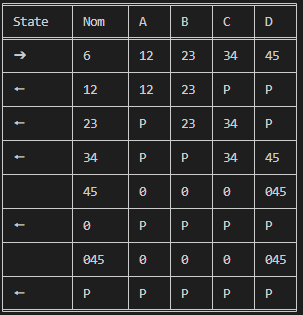 State Nom A B C D
→ 6 12 23 34 45
← 12 12 23 P P
← 23 P 23 34 P
← 34 P P 34 45
45 0 0 0 045
← 0 P P P P
045 0 0 0 045
← P P P P P